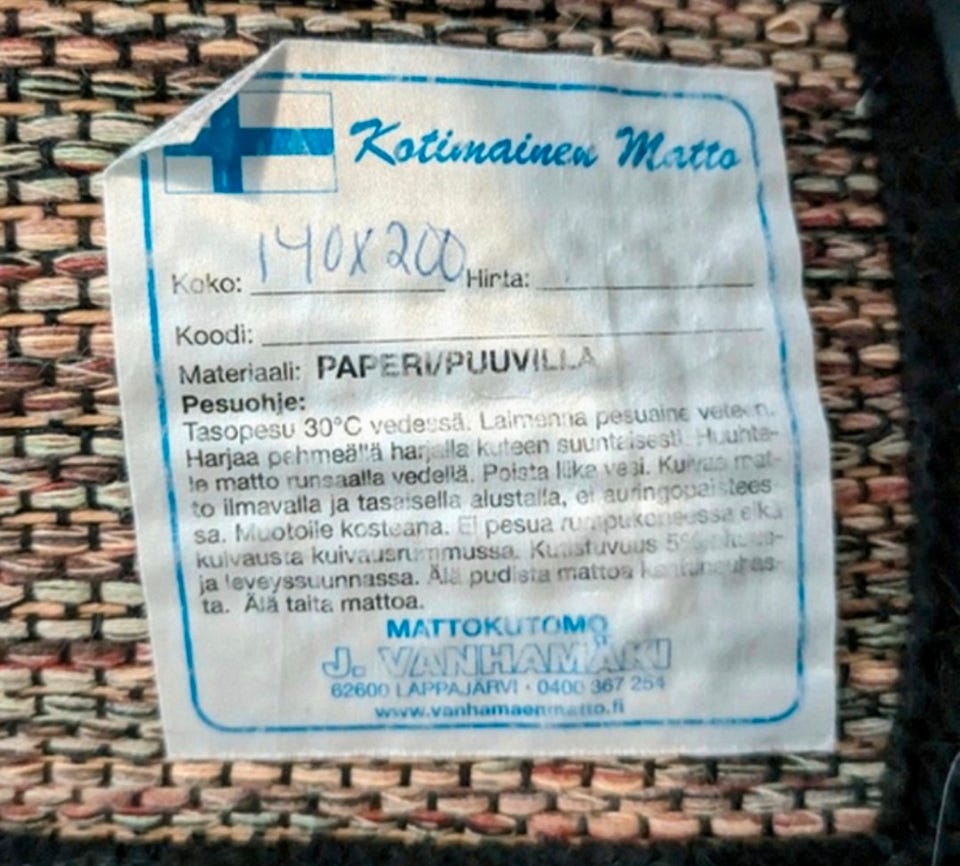 Kotimainen Matto
Koko: 140X200 Hinta:
Koodi:
Materiaali: PAPERI/PUUVILLA
Pesuohje:
Tasopesu 30°C vedessä. Laimenna pesuaine veteen.
Harjaa pehmeällä harjalla kuteen suuntaisesti. Huuhte-
le matto runsaalla vedellä. Poista liika vesi. Kuivaa mat-
to ilmavalla ja tasaisella alustalla, ei auringopaistees-
sa. Muotoile kosteana. Ei pesua rumpukoneessa eikä
kuivausta kuivausrummussa. Kutistuvuus 5%
ja leveyssuunnassa. Älä pudista mattoa
ta. Älä taita mattoa.
MATTOKUTOMO
J. VANHAMÄKI
62600 LAPPAJÄRVI · 0400 367 254
www.vanhamaenmatto.fi